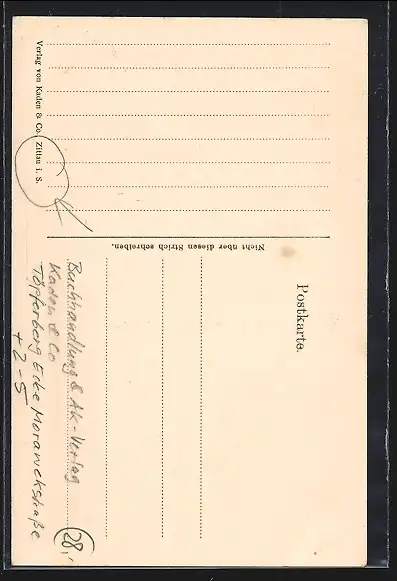 Postkarte.
Nicht über diesen Strich schreiben.
Verlag von Kaden & Co., Zittau i. S.
Buchhandlung & AK-Verlag
Kaden & Co
Töpferberg Ecke Morawekstraße
+ 2 - 5
28,-